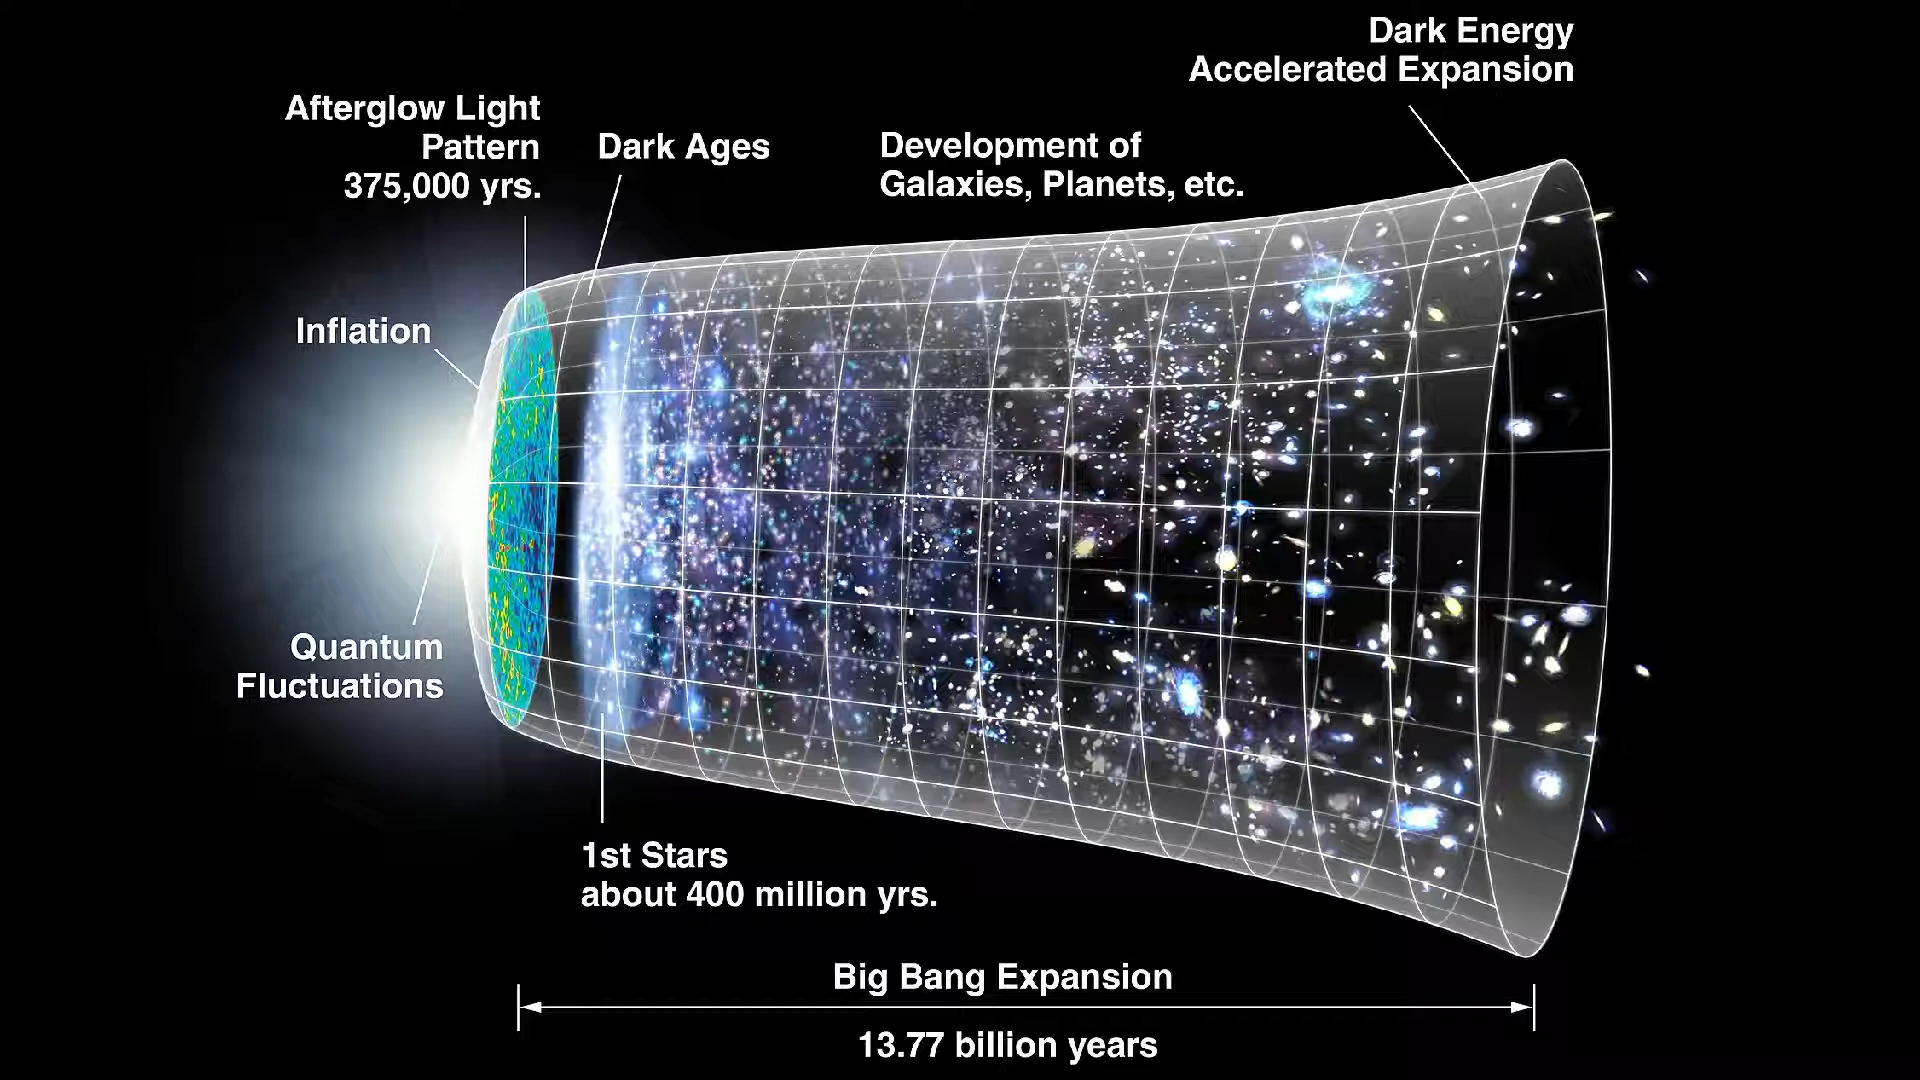 Dark Energy
Accelerated Expansion
Afterglow Light
Pattern
375,000 yrs.
Dark Ages
Development of
Galaxies, Planets, etc.
Inflation
Quantum
Fluctuations
1st Stars
about 400 million yrs.
Big Bang Expansion
13.77 billion years